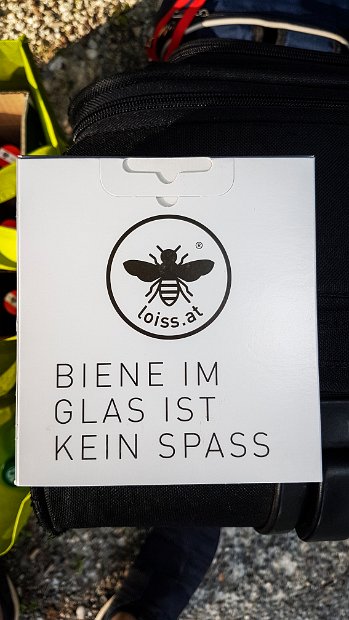 ®
loiss.at
BIENE IM
GLAS IST
KEIN SPASS